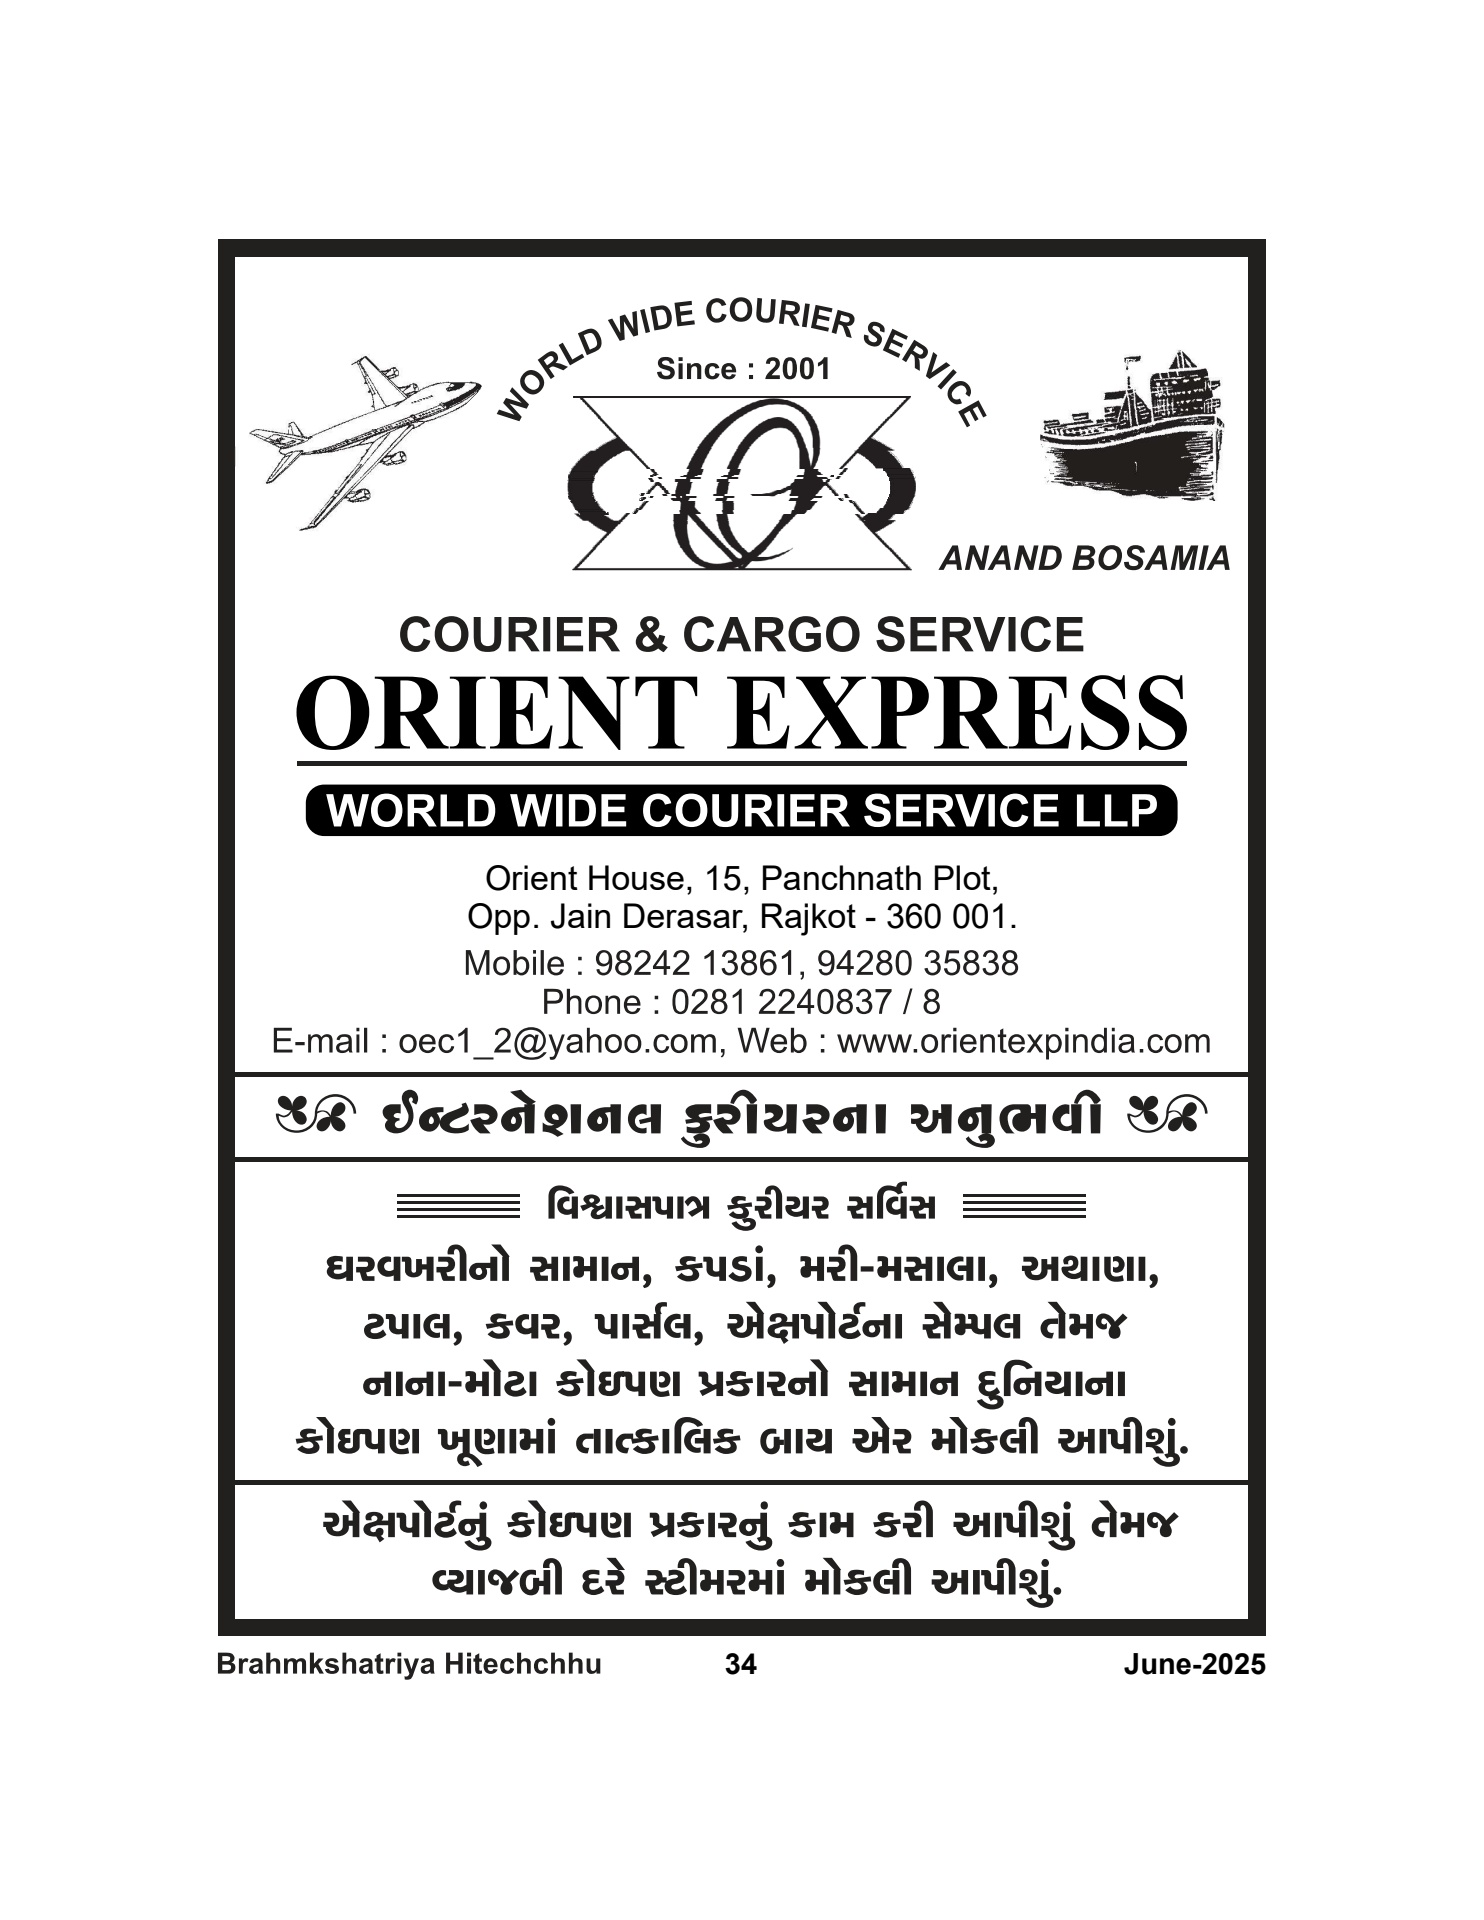 WORLD WIDE COURIER SERVICE
Since : 2001
ANAND BOSAMIA
COURIER & CARGO SERVICE
ORIENT EXPRESS
WORLD WIDE COURIER SERVICE LLP
Orient House, 15, Panchnath Plot,
Opp. Jain Derasar, Rajkot - 360 001.
Mobile : 98242 13861, 94280 35838
Phone : 0281 2240837 / 8
E-mail : oec1_2@yahoo.com, Web : www.orientexpindia.com
ઈન્ટરનેશનલ કુરીયરના અનુભવી
વિશ્વાસપાત્ર કુરીયર સર્વિસ
ઘરવખરીનો સામાન, કપડાં, મરી-મસાલા, અથાણા,
ટપાલ, કવર, પાર્સલ, એક્ષપોર્ટના સેમ્પલ તેમજ
નાના-મોટા કોઇપણ પ્રકારનો સામાન દુનિયાના
કોઇપણ ખૂણામાં તાત્કાલિક બાય એર મોકલી આપીશું.
એક્ષપોર્ટનું કોઇપણ પ્રકારનું કામ કરી આપીશું તેમજ
વ્યાજબી દરે સ્ટીમરમાં મોકલી આપીશું.
Brahmkshatriya Hitechchhu 34 June-2025